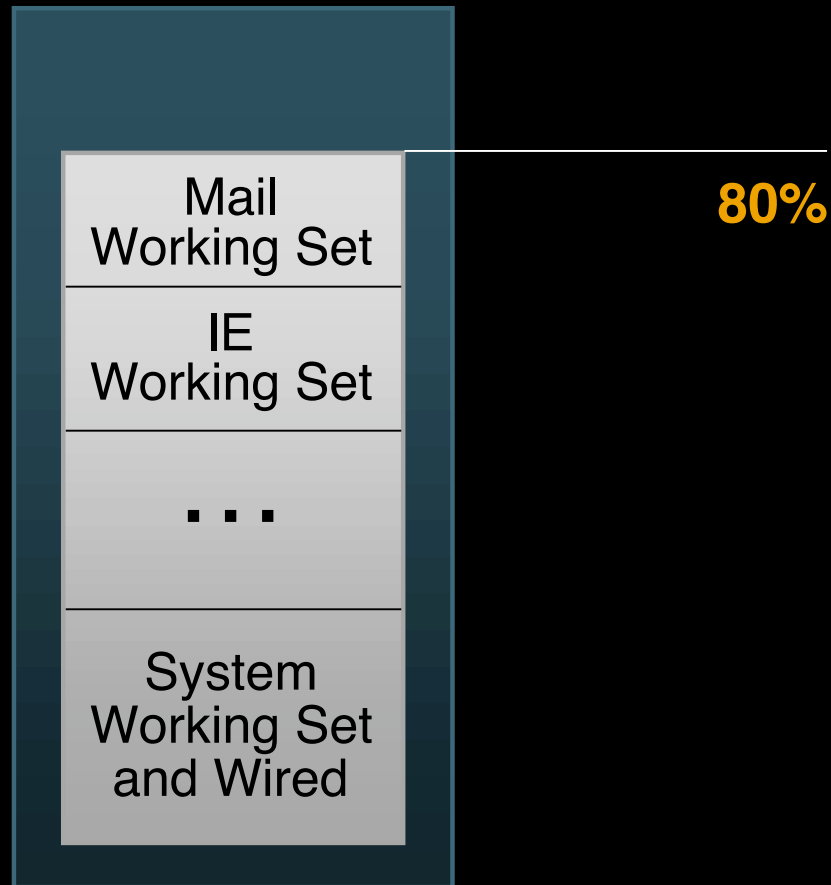 Mail
Working Set
80%
IE
Working Set
...
System
Working Set
and Wired